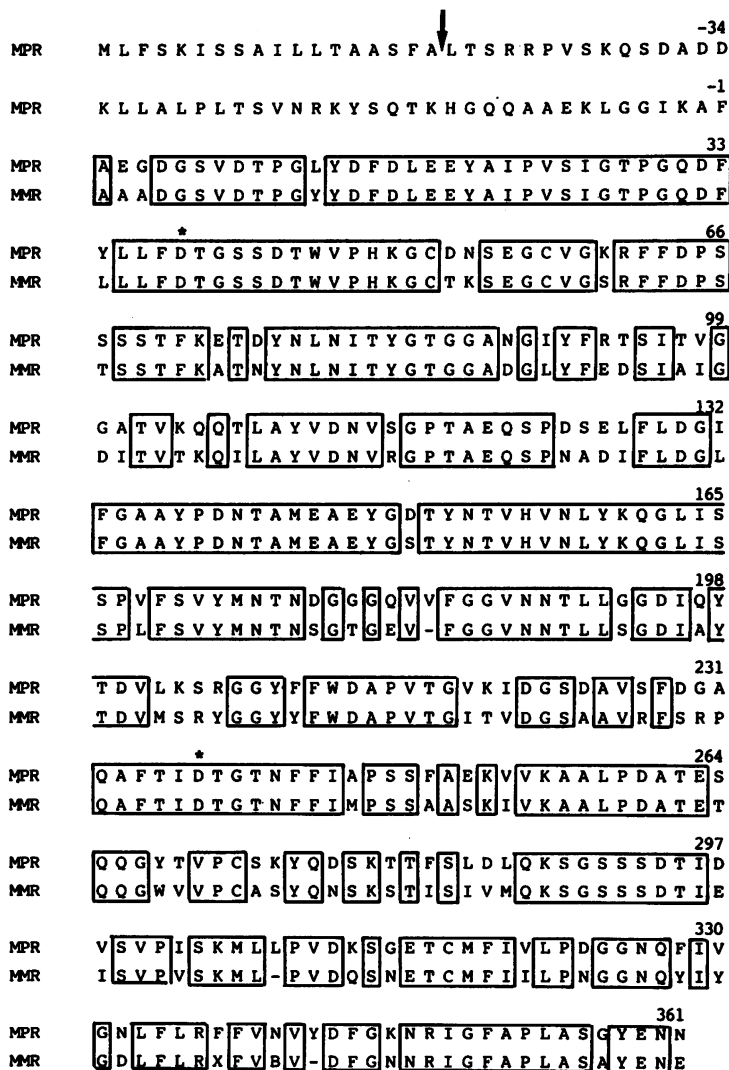 -34
MPR M L F S K I S S A I L L T A A S F A L T S R R P V S K Q S D A D D
-1
MPR K L L A L P L T S V N R K Y S Q T K H G Q Q A A E K L G G I K A F
33
MPR A E G D G S V D T P G L Y D F D L E E Y A I P V S I G T P G Q D F
MMR A A A D G S V D T P G Y Y D F D L E E Y A I P V S I G T P G Q D F
* 66
MPR Y L L F D T G S S D T W V P H K G C D N S E G C V G K R F F D P S
MMR L L L F D T G S S D T W V P H K G C T K S E G C V G S R F F D P S
99
MPR S S S T F K E T D Y N L N I T Y G T G G A N G I Y F R T S I T V G
MMR T S S T F K A T N Y N L N I T Y G T G G A D G L Y F E D S I A I G
132
MPR G A T V K Q Q T L A Y V D N V S G P T A E Q S P D S E L F L D G I
MMR D I T V T K Q I L A Y V D N V R G P T A E Q S P N A D I F L D G L
165
MPR F G A A Y P D N T A M E A E Y G D T Y N T V H V N L Y K Q G L I S
MMR F G A A Y P D N T A M E A E Y G S T Y N T V H V N L Y K Q G L I S
198
MPR S P V F S V Y M N T N D G G G Q V V F G G V N N T L L G G D I Q Y
MMR S P L F S V Y M N T N S G T G E V - F G G V N N T L L S G D I A Y
231
MPR T D V L K S R G G Y F F W D A P V T G V K I D G S D A V S F D G A
MMR T D V M S R Y G G Y Y F W D A P V T G I T V D G S A A V R F S R P
* 264
MPR Q A F T I D T G T N F F I A P S S F A E K V V K A A L P D A T E S
MMR Q A F T I D T G T N F F I M P S S A A S K I V K A A L P D A T E T
297
MPR Q Q G Y T V P C S K Y Q D S K T T F S L D L Q K S G S S S D T I D
MMR Q Q G W V V P C A S Y Q N S K S T I S I V M Q K S G S S S D T I E
330
MPR V S V P I S K M L L P V D K S G E T C M F I V L P D G G N Q F I V
MMR I S V P V S K M L - P V D Q S N E T C M F I I L P N G G N Q Y I Y
361
MPR G N L F L R F F V N V Y D F G K N R I G F A P L A S G Y E N N
MMR G D L F L R X F V B V - D F G N N R I G F A P L A S A Y E N E